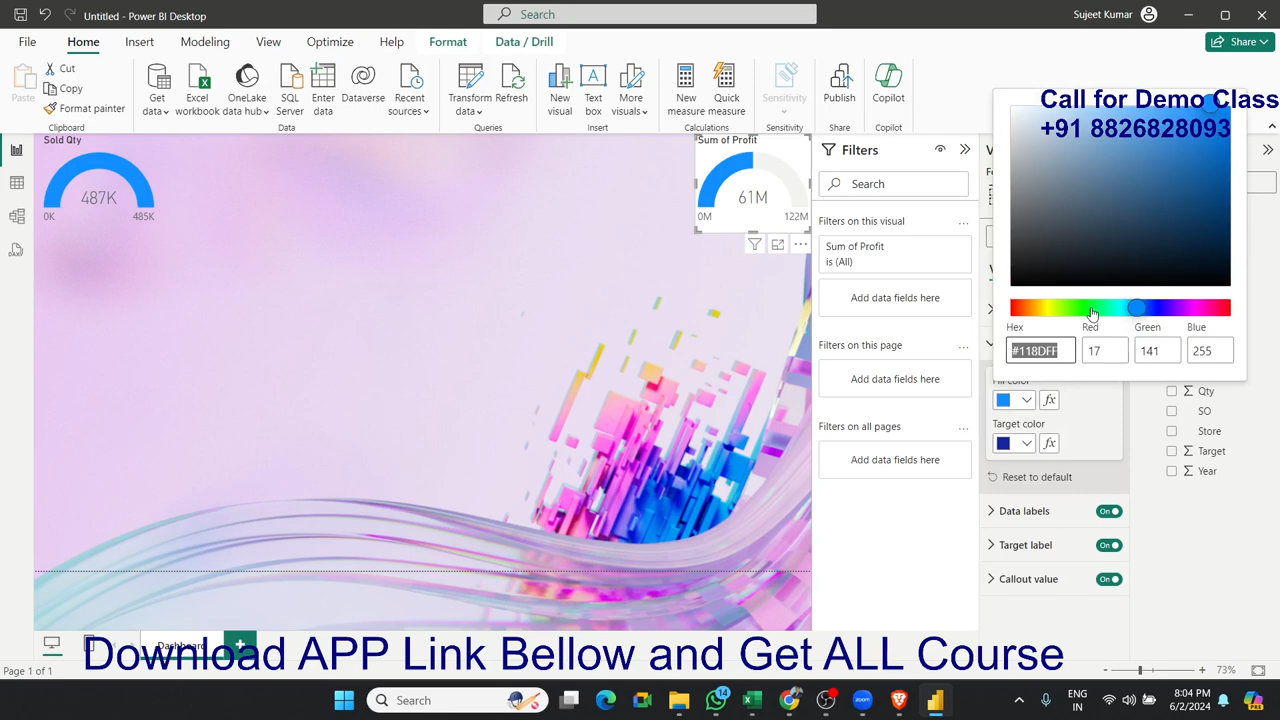 Untitled - Power BI Desktop
Search
Sujeet Kumar
File
Home
Insert
Modeling
View
Optimize
Help
Format
Data / Drill
Share
Paste
Cut
Copy
Format painter
Clipboard
Get data
Excel workbook
OneLake data hub
SQL Server
Enter data
Dataverse
Recent sources
Data
Transform data
Refresh
Queries
New visual
Text box
More visuals
Insert
New measure
Quick measure
Calculations
Sensitivity
Sensitivity
Publish
Share
Copilot
Copilot
Call for Demo Class
+91 8826828093
Sold Qty
487K
0K
485K
Sum of Profit
61M
0M
122M
Filters
Search
Filters on this visual
Sum of Profit
is (All)
Add data fields here
Filters on this page
Add data fields here
Filters on all pages
Add data fields here
Hex
Red
Green
Blue
#118DFF
17
141
255
Fill color
fx
Target color
fx
Reset to default
Data labels
On
Target label
On
Callout value
On
Σ Qty
SO
Store
Σ Target
Σ Year
Dashboard
Download APP Link Bellow and Get ALL Course
Page 1 of 1
73%
Search
14
ENG
IN
8:04 PM
6/2/2024